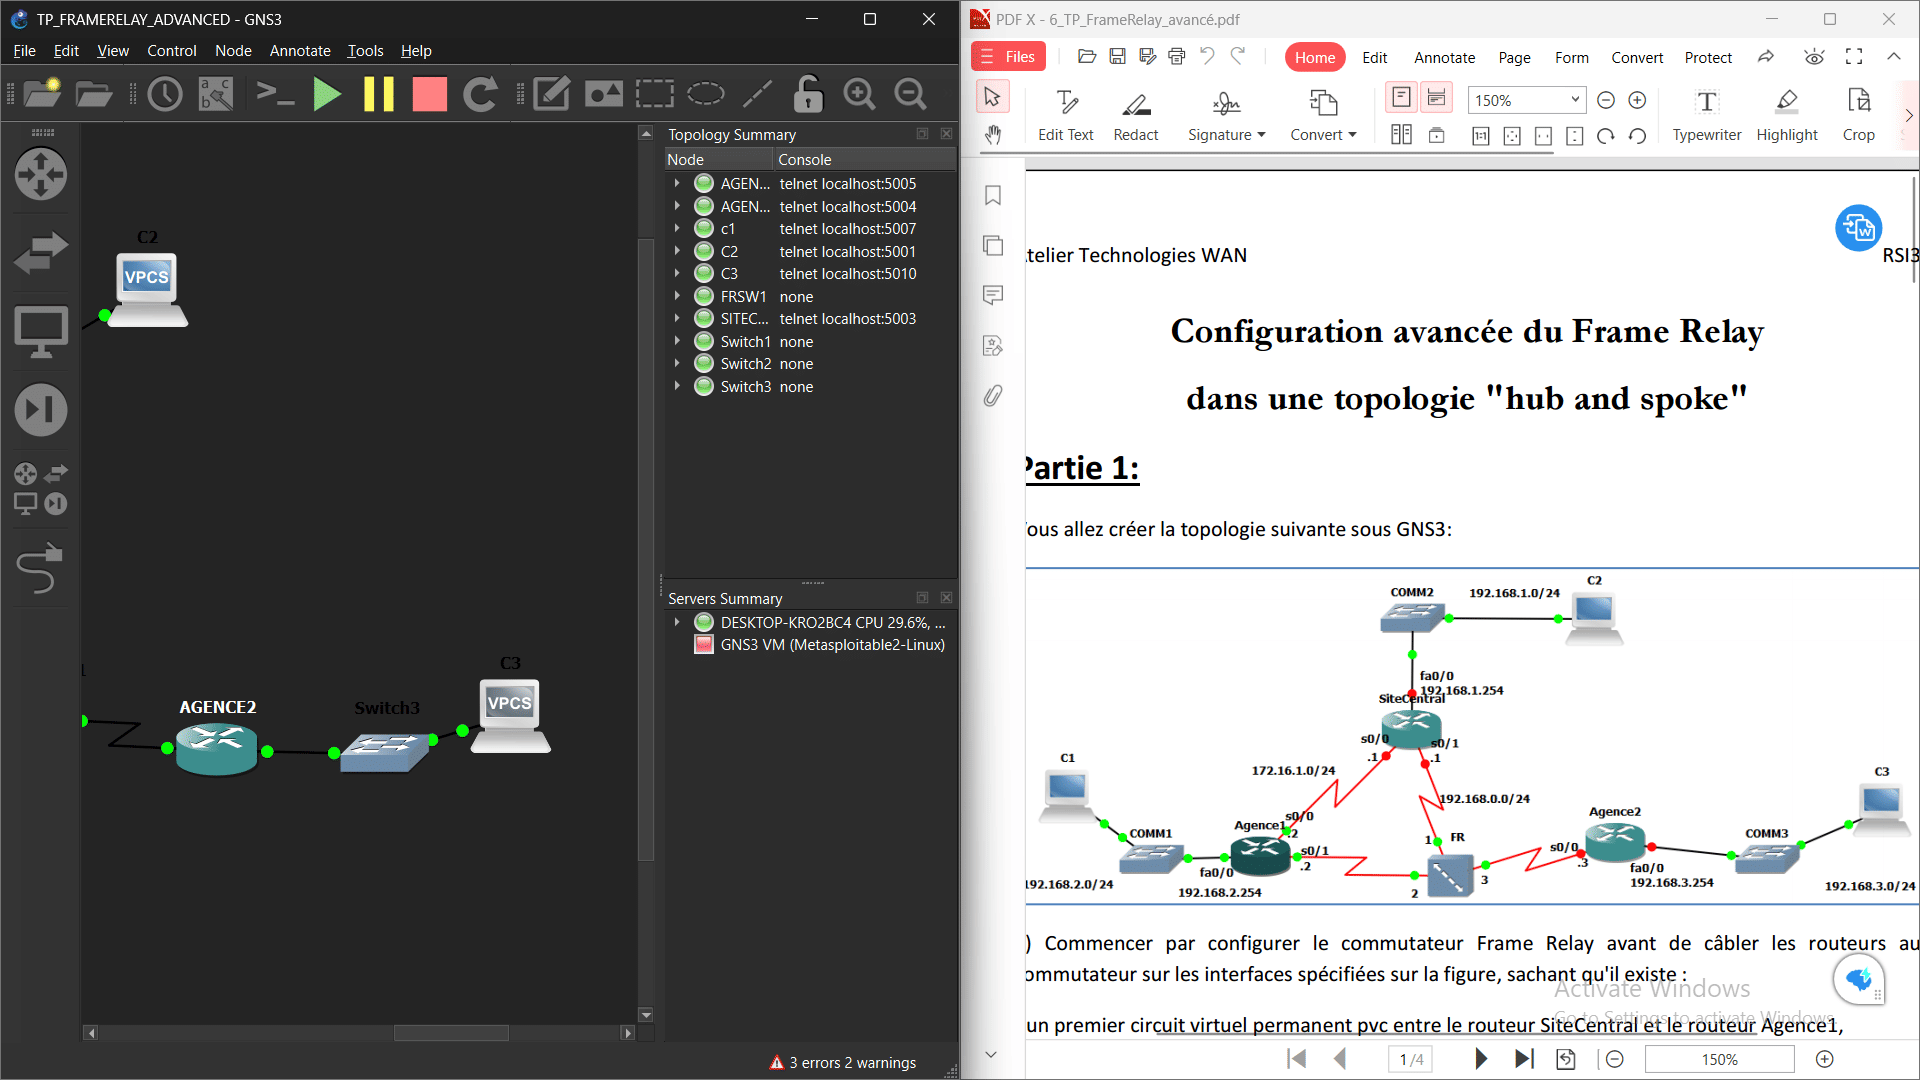 TP_FRAMERELAY_ADVANCED - GNS3
File Edit View Control Node Annotate Tools Help
Topology Summary
Node Console
AGEN... telnet localhost:5005
AGEN... telnet localhost:5004
c1 telnet localhost:5007
C2 telnet localhost:5001
C3 telnet localhost:5010
FRSW1 none
SITEC... telnet localhost:5003
Switch1 none
Switch2 none
Switch3 none
Servers Summary
DESKTOP-KRO2BC4 CPU 29.6%, ...
GNS3 VM (Metasploitable2-Linux)
C2
VPCS
AGENCE2
Switch3
C3
VPCS
3 errors 2 warnings
PDF X - 6_TP_FrameRelay_avancé.pdf
Files
Home Edit Annotate Page Form Convert Protect
150%
Edit Text Redact Signature Convert Typewriter Highlight Crop
telier Technologies WAN
RSI3
Configuration avancée du Frame Relay
dans une topologie "hub and spoke"
Partie 1:
ous allez créer la topologie suivante sous GNS3:
C2
COMM2
192.168.1.0/24
fa0/0
192.168.1.254
SiteCentral
s0/0
s0/1
.1
.1
C1
172.16.1.0/24
C3
192.168.0.0/24
Agence2
s0/0
Agence1
.2
COMM1
COMM3
1
FR
s0/1
s0/0
.2
.3
fa0/0
fa0/0
192.168.2.0/24
192.168.2.254
2
3
192.168.3.254
192.168.3.0/24
) Commencer par configurer le commutateur Frame Relay avant de câbler les routeurs au
ommutateur sur les interfaces spécifiées sur la figure, sachant qu'il existe :
Activate Windows
Go to Settings to activate Windows.
un premier circuit virtuel permanent pvc entre le routeur SiteCentral et le routeur Agence1,
1/4
150%